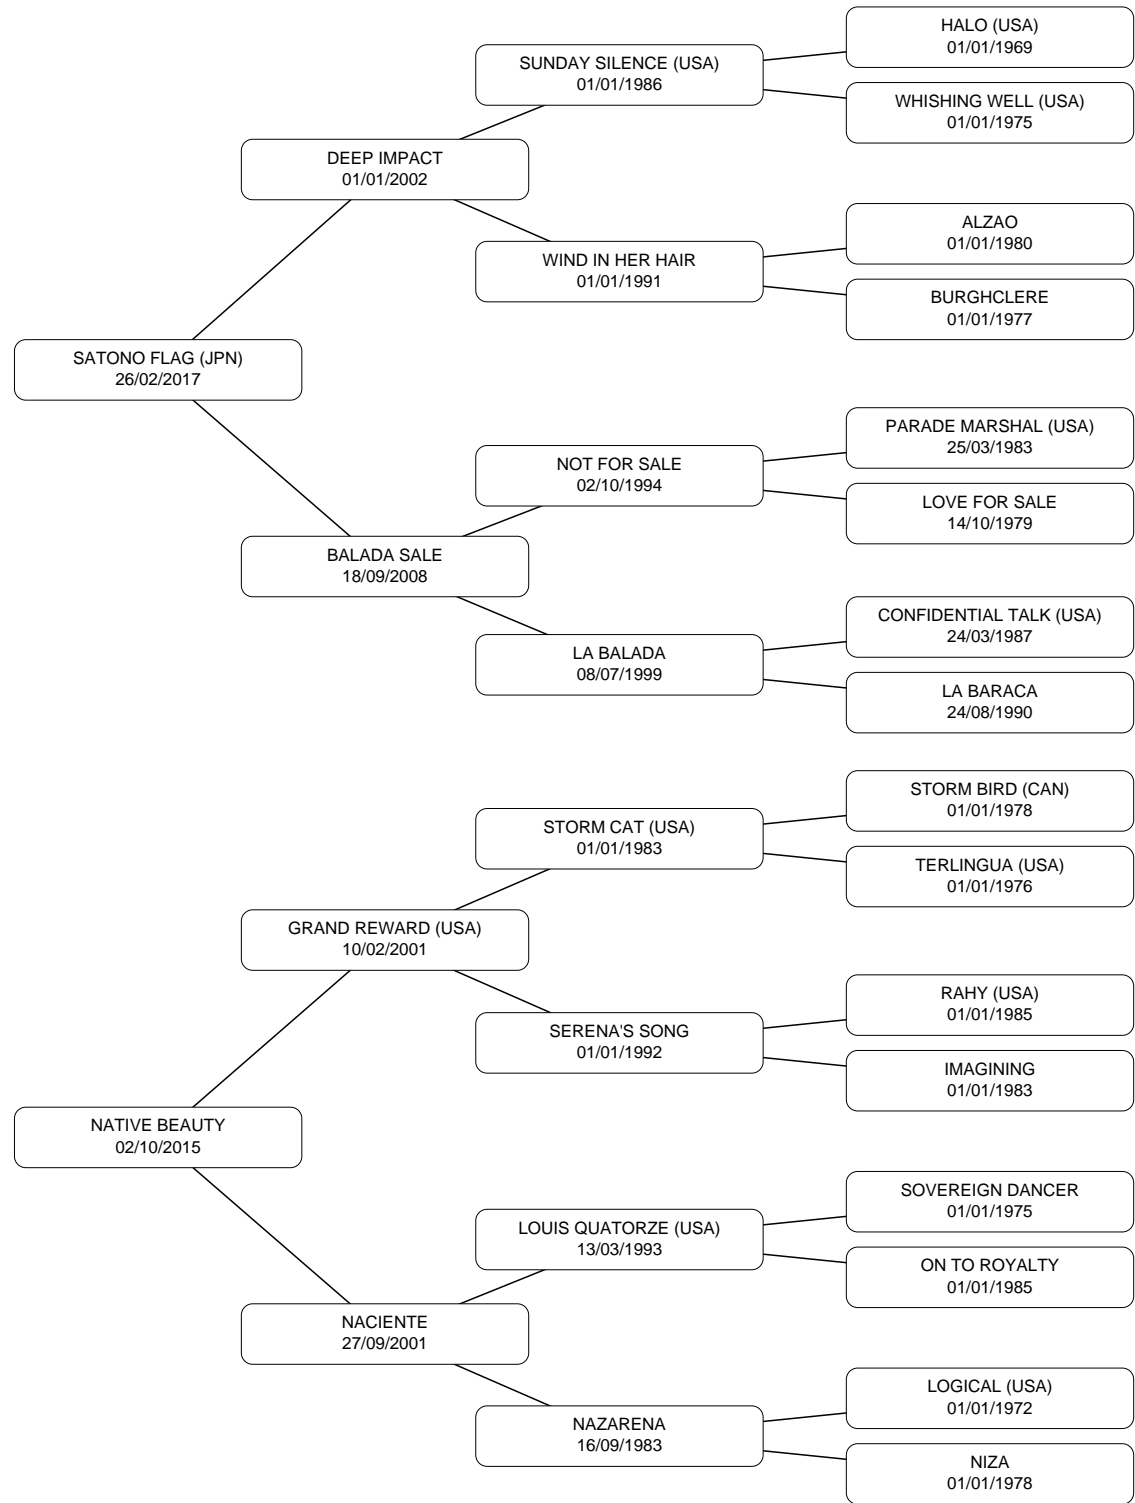 HALO (USA)
01/01/1969
SUNDAY SILENCE (USA)
01/01/1986
WHISHING WELL (USA)
01/01/1975
DEEP IMPACT
01/01/2002
ALZAO
01/01/1980
WIND IN HER HAIR
01/01/1991
BURGHCLERE
01/01/1977
SATONO FLAG (JPN)
26/02/2017
PARADE MARSHAL (USA)
25/03/1983
NOT FOR SALE
02/10/1994
LOVE FOR SALE
14/10/1979
BALADA SALE
18/09/2008
CONFIDENTIAL TALK (USA)
24/03/1987
LA BALADA
08/07/1999
LA BARACA
24/08/1990
STORM BIRD (CAN)
01/01/1978
STORM CAT (USA)
01/01/1983
TERLINGUA (USA)
01/01/1976
GRAND REWARD (USA)
10/02/2001
RAHY (USA)
01/01/1985
SERENA'S SONG
01/01/1992
IMAGINING
01/01/1983
NATIVE BEAUTY
02/10/2015
SOVEREIGN DANCER
01/01/1975
LOUIS QUATORZE (USA)
13/03/1993
ON TO ROYALTY
01/01/1985
NACIENTE
27/09/2001
LOGICAL (USA)
01/01/1972
NAZARENA
16/09/1983
NIZA
01/01/1978